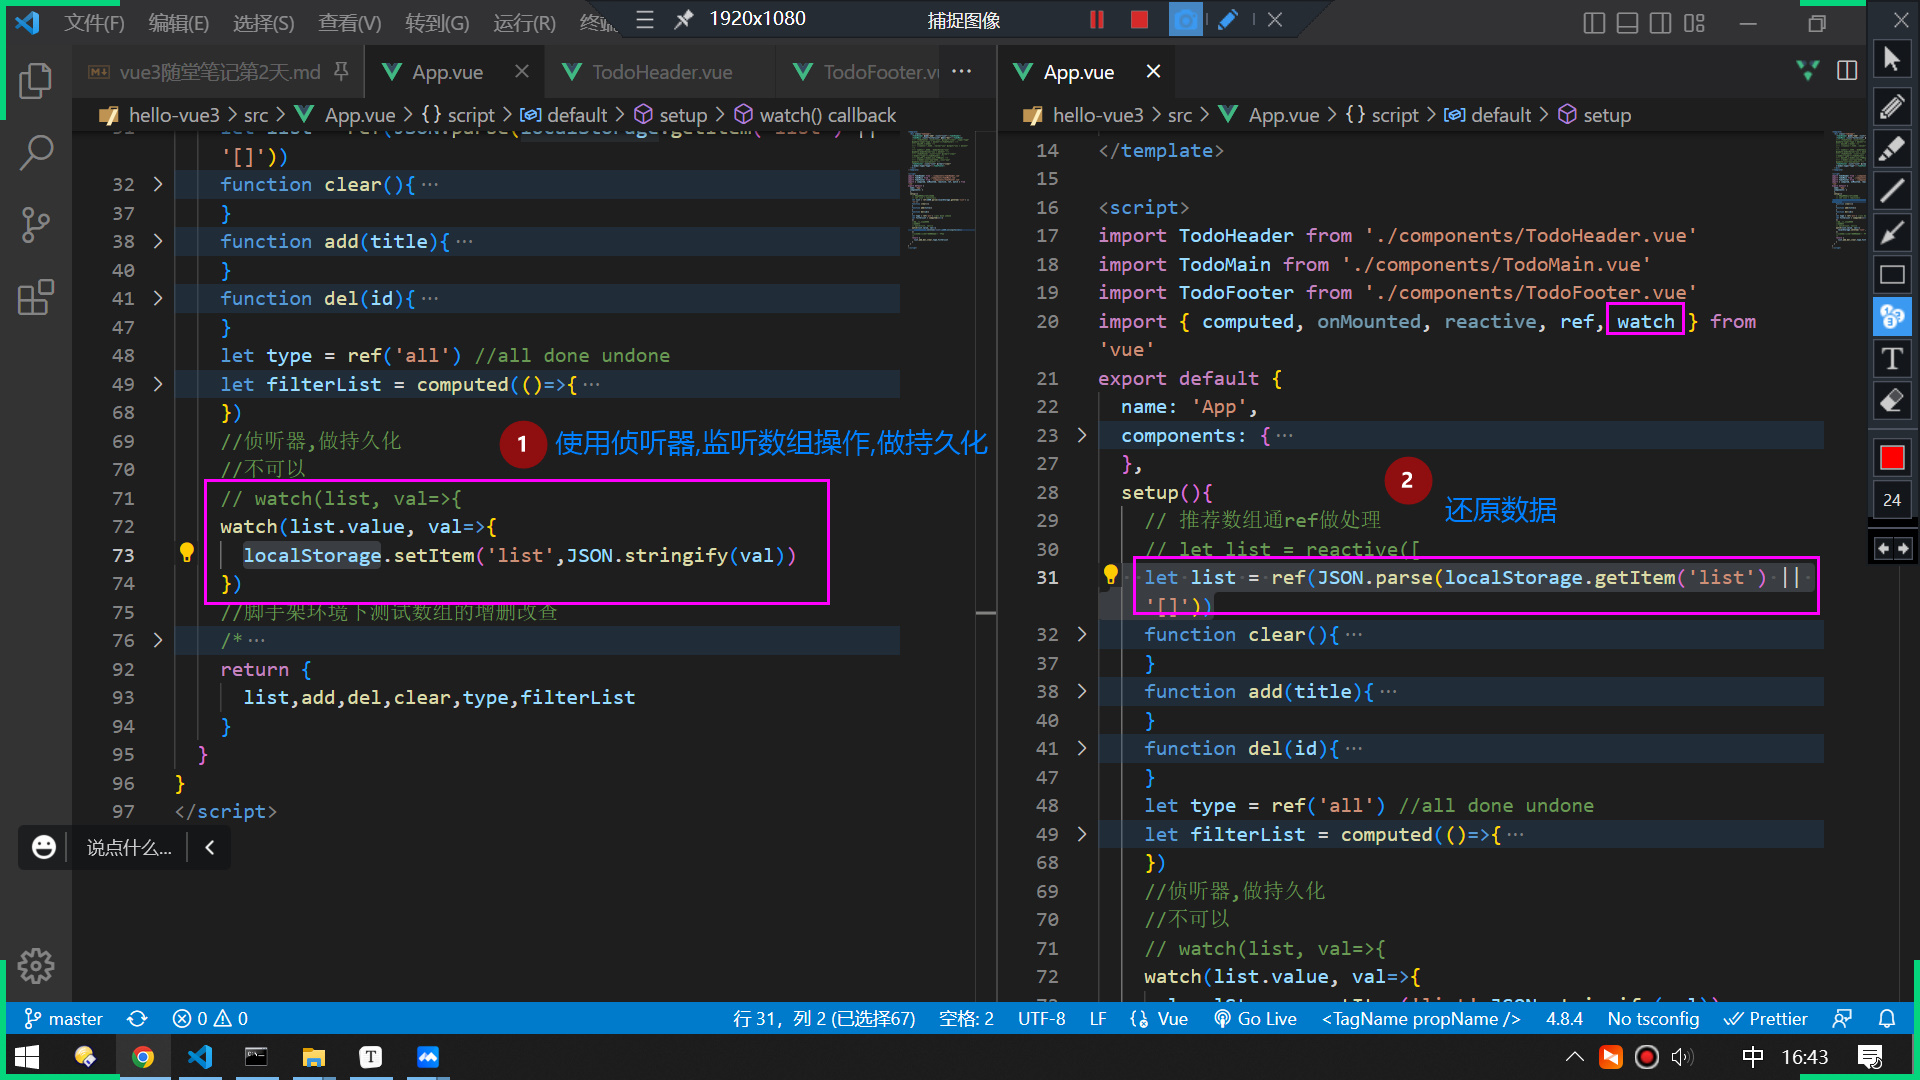 文件(F) 编辑(E) 选择(S) 查看(V) 转到(G) 运行(R) 终端
1920x1080 捕捉图像
vue3随堂笔记第2天.md App.vue TodoHeader.vue TodoFooter.vu ···
hello-vue3 > src > App.vue > {} script > default > setup > watch() callback
31 let list = ref(JSON.parse(localStorage.getItem('list') ||
'[]'))
32 function clear(){···
37 }
38 function add(title){···
40 }
41 function del(id){···
47 }
48 let type = ref('all') //all done undone
49 let filterList = computed(()=>{···
68 })
69 //侦听器,做持久化
1 使用侦听器,监听数组操作,做持久化
70 //不可以
71 // watch(list, val=>{
72 watch(list.value, val=>{
73 localStorage.setItem('list',JSON.stringify(val))
74 })
75 //脚手架环境下测试数组的增删改查
76 /*···
92 return {
93 list,add,del,clear,type,filterList
94 }
95 }
96 }
97 </script>
说点什么...
App.vue
hello-vue3 > src > App.vue > {} script > default > setup
14 </template>
15
16 <script>
17 import TodoHeader from './components/TodoHeader.vue'
18 import TodoMain from './components/TodoMain.vue'
19 import TodoFooter from './components/TodoFooter.vue'
20 import { computed, onMounted, reactive, ref, watch } from
'vue'
21 export default {
22 name: 'App',
23 components: {···
27 },
28 setup(){
2 还原数据
29 // 推荐数组通ref做处理
30 // let list = reactive([
31 let list = ref(JSON.parse(localStorage.getItem('list') ||
'[]'))
32 function clear(){···
37 }
38 function add(title){···
40 }
41 function del(id){···
47 }
48 let type = ref('all') //all done undone
49 let filterList = computed(()=>{···
68 })
69 //侦听器,做持久化
70 //不可以
71 // watch(list, val=>{
72 watch(list.value, val=>{
T
24
master 0 0 行 31, 列 2 (已选择67) 空格: 2 UTF-8 LF Vue Go Live <TagName propName /> 4.8.4 No tsconfig Prettier
T 中 16:43